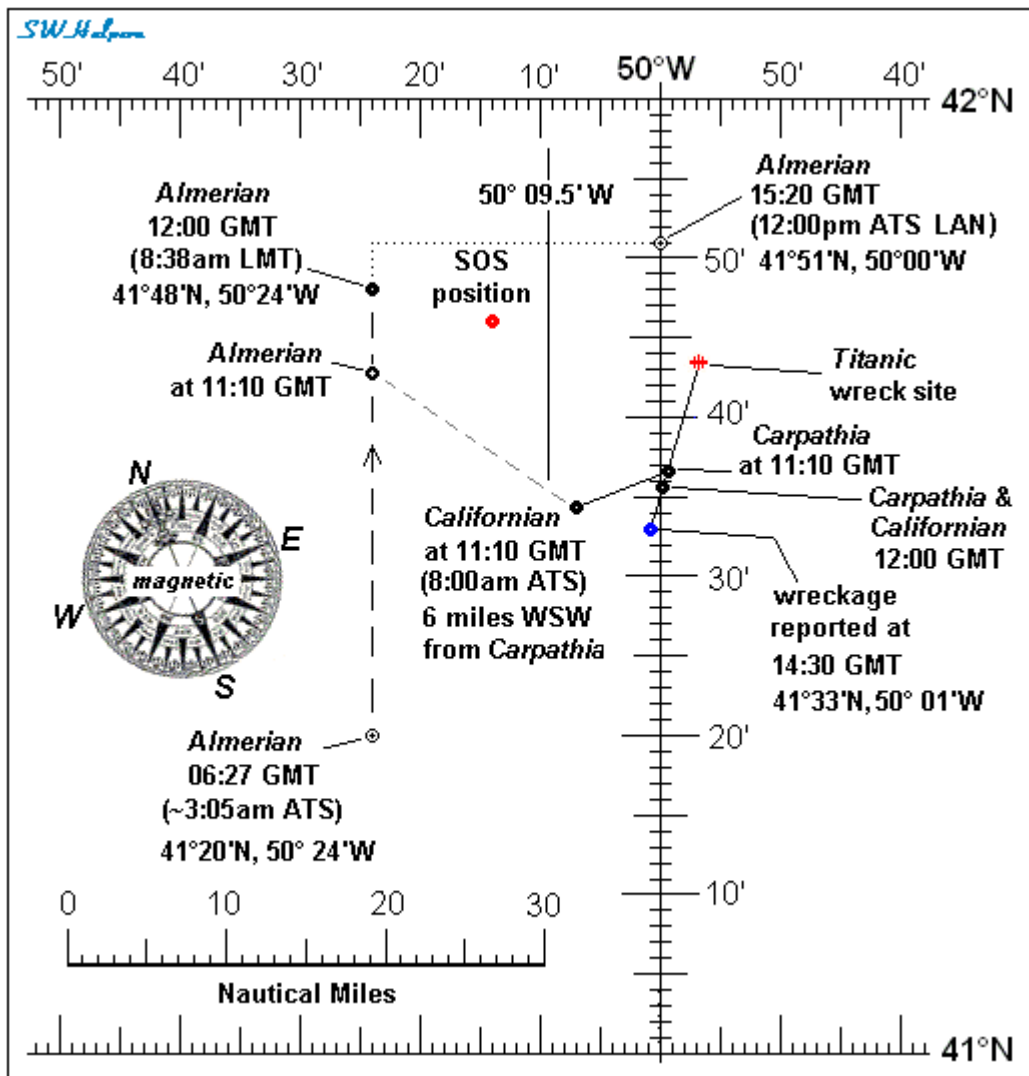 SWHalpern
50' 40' 30' 20' 10' 50°W 50' 40'
42°N
Almerian
12:00 GMT
(8:38am LMT)
41°48'N, 50°24'W
50° 09.5' W
SOS
position
Almerian
15:20 GMT
(12:00pm ATS LAN)
41°51'N, 50°00'W
50'
Almerian
at 11:10 GMT
Titanic
wreck site
40'
Carpathia
at 11:10 GMT
Carpathia &
Californian
12:00 GMT
Californian
at 11:10 GMT
(8:00am ATS)
6 miles WSW
from Carpathia
30'
wreckage
reported at
14:30 GMT
41°33'N, 50° 01'W
N
E
magnetic
W
S
20'
Almerian
06:27 GMT
(~3:05am ATS)
41°20'N, 50° 24'W
10'
0 10 20 30
Nautical Miles
41°N